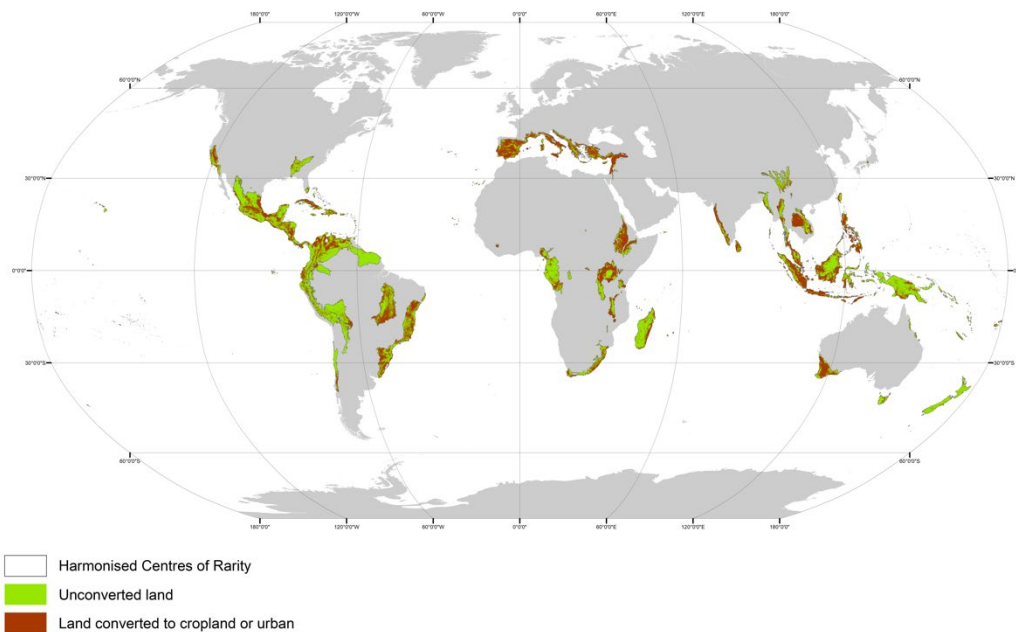 180°0'0" 120°0'0"W 60°0'0"W 0°0'0" 60°0'0"E 120°0'0"E 180°0'0"
60°0'0"N 60°0'0"N
30°0'0"N 30°0'0"N
0°0'0"
30°0'0"S 30°0'0"S
60°0'0"S 60°0'0"S
180°0'0" 120°0'0"W 60°0'0"W 0°0'0" 60°0'0"E 120°0'0"E 180°0'0"
Harmonised Centres of Rarity
Unconverted land
Land converted to cropland or urban